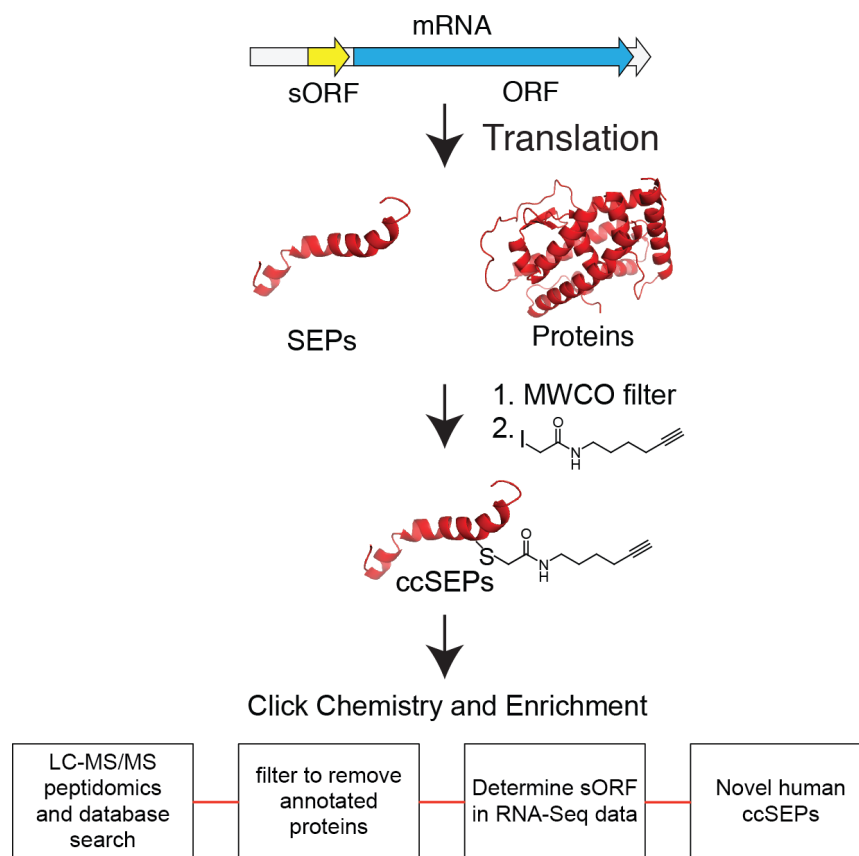 mRNA
sORF
ORF
Translation
SEPs
Proteins
1. MWCO filter
2.
I
O
N
H
S
O
N
H
ccSEPs
Click Chemistry and Enrichment
LC-MS/MS
peptidomics
and database
search
filter to remove
annotated
proteins
Determine sORF
in RNA-Seq data
Novel human
ccSEPs